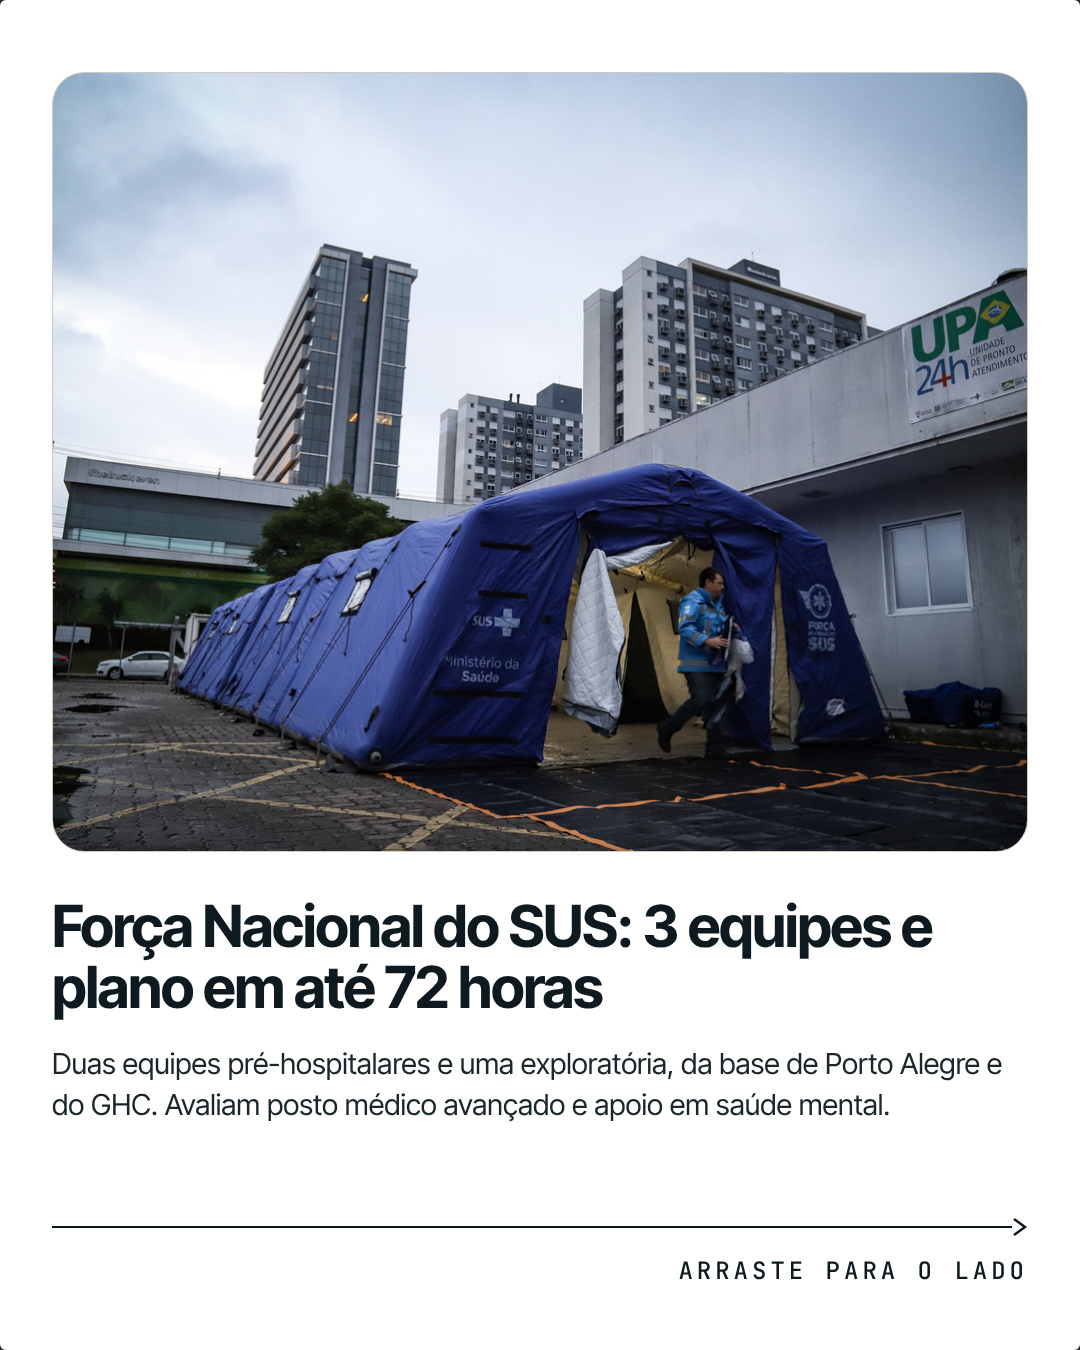 UPA
24h
UNIDADE
DE PRONTO
ATENDIMENTO
SUS
Ministério da
Saúde
FORÇA
SUS
Força Nacional do SUS: 3 equipes e
plano em até 72 horas
Duas equipes pré-hospitalares e uma exploratória, da base de Porto Alegre e
do GHC. Avaliam posto médico avançado e apoio em saúde mental.
ARRASTE PARA O LADO